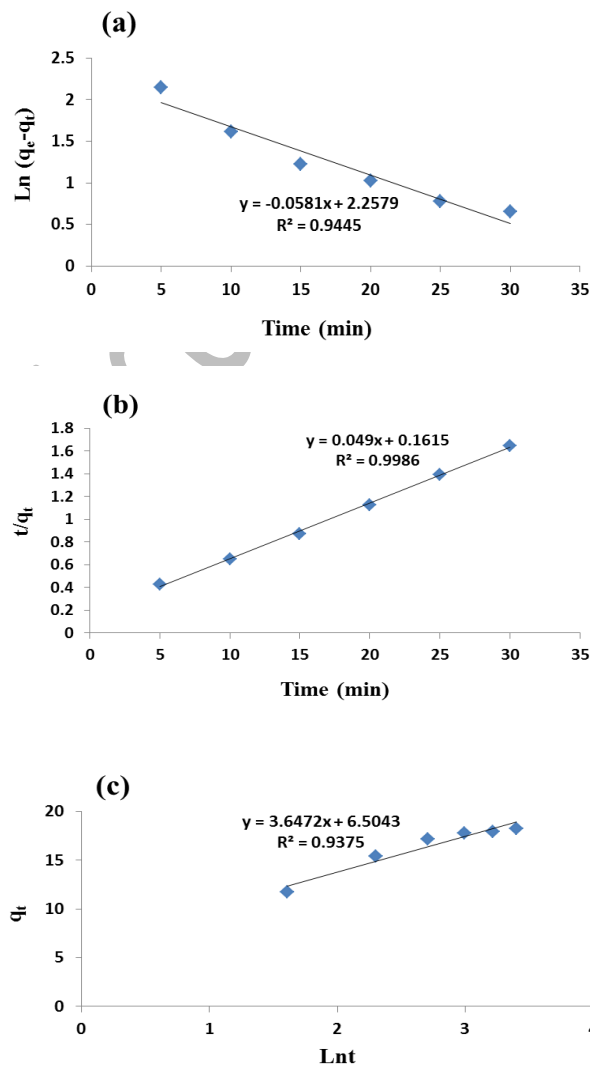 (a)
2.5
2
1.5
1
0.5
0
Ln (qₑ-qₜ)
y = -0.0581x + 2.2579
R² = 0.9445
0 5 10 15 20 25 30 35
Time (min)
(b)
1.8
1.6
1.4
1.2
1
0.8
0.6
0.4
0.2
0
t/qₜ
y = 0.049x + 0.1615
R² = 0.9986
0 5 10 15 20 25 30 35
Time (min)
(c)
20
15
10
5
0
qₜ
y = 3.6472x + 6.5043
R² = 0.9375
0 1 2 3 4
Lnt